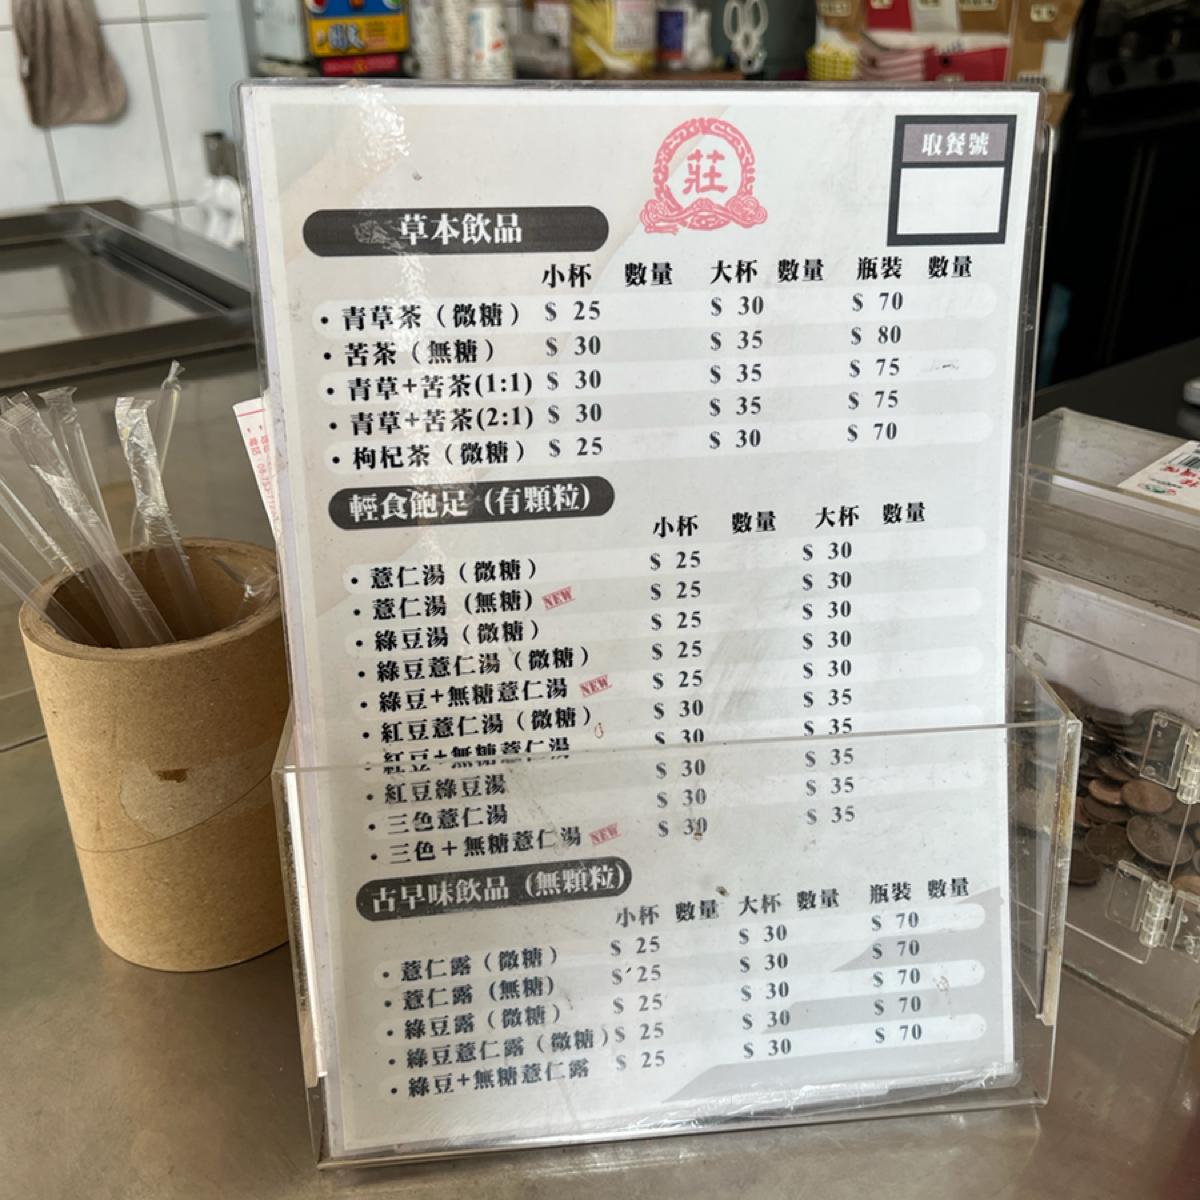 莊
取餐號
草本飲品
小杯 數量 大杯 數量 瓶裝 數量
· 青草茶（微糖） $ 25 $ 30 $ 70
· 苦茶（無糖） $ 30 $ 35 $ 80
· 青草+苦茶(1:1) $ 30 $ 35 $ 75
· 青草+苦茶(2:1) $ 30 $ 35 $ 75
· 枸杞茶（微糖） $ 25 $ 30 $ 70
輕食飽足 (有顆粒)
小杯 數量 大杯 數量
· 薏仁湯（微糖） $ 25 $ 30
· 薏仁湯 (無糖) NEW $ 25 $ 30
· 綠豆湯（微糖） $ 25 $ 30
· 綠豆薏仁湯（微糖） $ 25 $ 30
· 綠豆+無糖薏仁湯 NEW $ 25 $ 30
· 紅豆薏仁湯（微糖） $ 30 $ 35
· 紅豆+無糖薏仁湯 $ 30 $ 35
· 紅豆綠豆湯 $ 30 $ 35
· 三色薏仁湯 $ 30 $ 35
· 三色＋無糖薏仁湯 NEW $ 30 $ 35
古早味飲品 (無顆粒)
小杯 數量 大杯 數量 瓶裝 數量
· 薏仁露（微糖） $ 25 $ 30 $ 70
· 薏仁露 (無糖) $ 25 $ 30 $ 70
· 綠豆露（微糖） $ 25 $ 30 $ 70
· 綠豆薏仁露（微糖） $ 25 $ 30 $ 70
· 綠豆+無糖薏仁露 $ 25 $ 30 $ 70